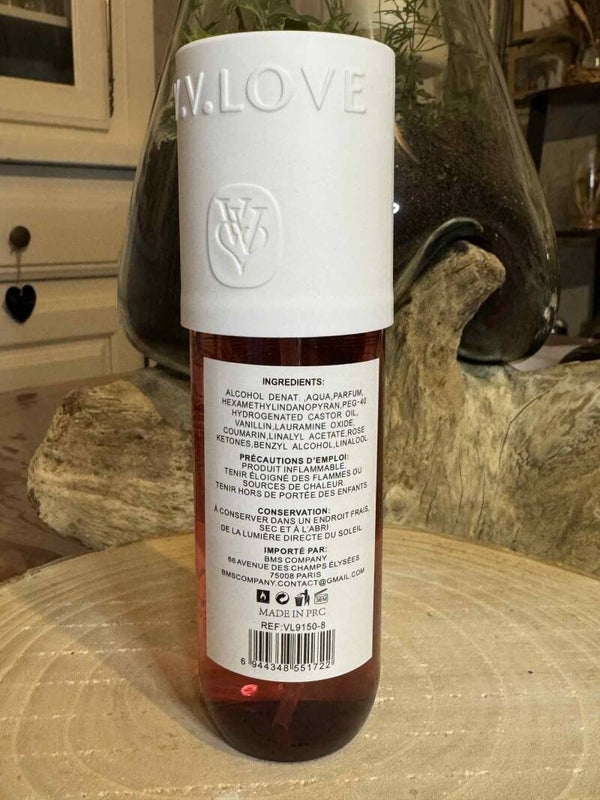 V.V.LOVE
INGREDIENTS:
ALCOHOL DENAT. ,AQUA,PARFUM,
HEXAMETHYLINDANOPYRAN,PEG-40
HYDROGENATED CASTOR OIL,
VANILLIN,LAURAMINE OXIDE,
COUMARIN,LINALYL ACETATE,ROSE
KETONES,BENZYL ALCOHOL,LINALOOL
PRÉCAUTIONS D'EMPLOI:
PRODUIT INFLAMMABLE.
TENIR ÉLOIGNÉ DES FLAMMES OU
SOURCES DE CHALEUR.
TENIR HORS DE PORTÉE DES ENFANTS.
CONSERVATION:
À CONSERVER DANS UN ENDROIT FRAIS,
SEC ET À L'ABRI
DE LA LUMIÈRE DIRECTE DU SOLEIL.
IMPORTÉ PAR:
BMS COMPANY
66 AVENUE DES CHAMPS ÉLYSÉES
75008 PARIS
BMSCOMPANY.CONTACT@GMAIL.COM
36M
MADE IN PRC
REF:VL9150-8
6 944348 551722